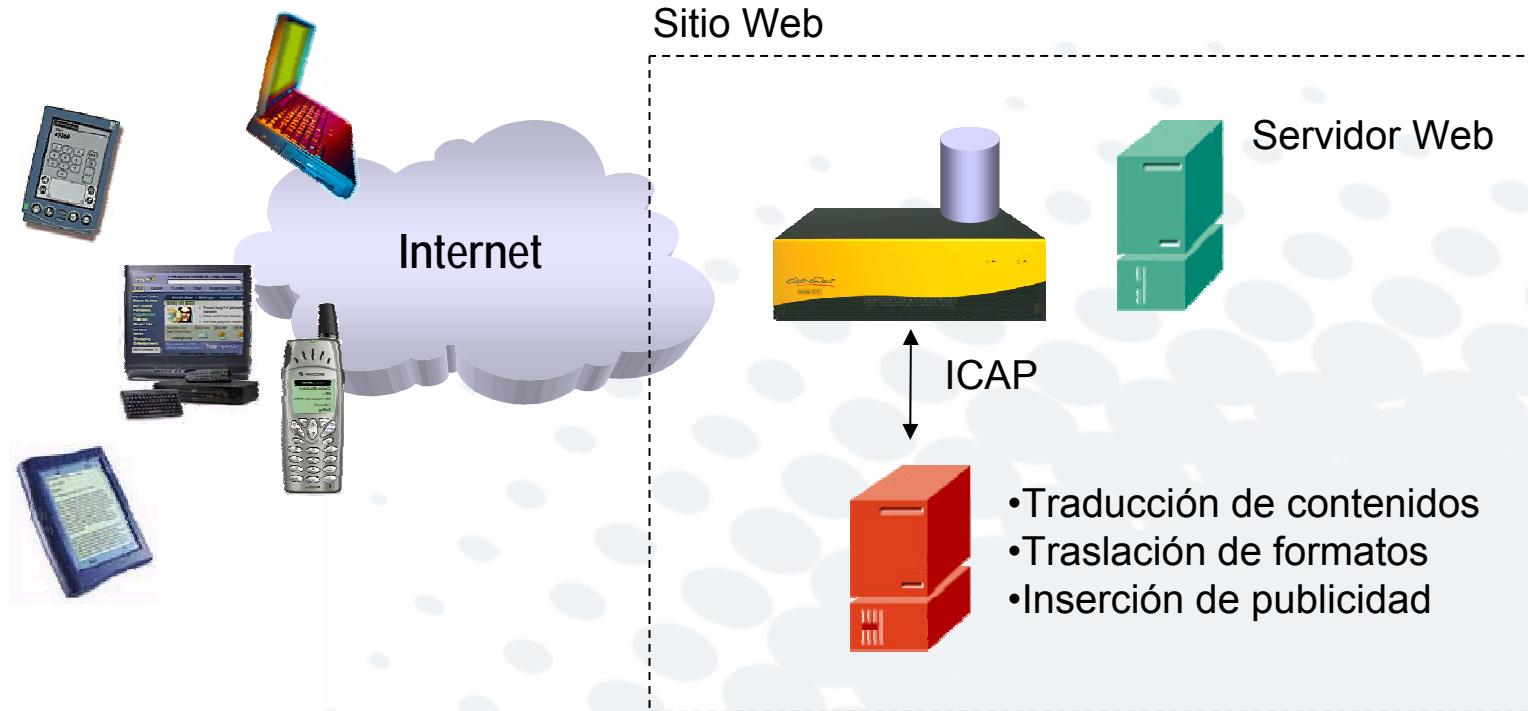 Sitio Web
Servidor Web
Internet
ICAP
•Traducción de contenidos
•Traslación de formatos
•Inserción de publicidad